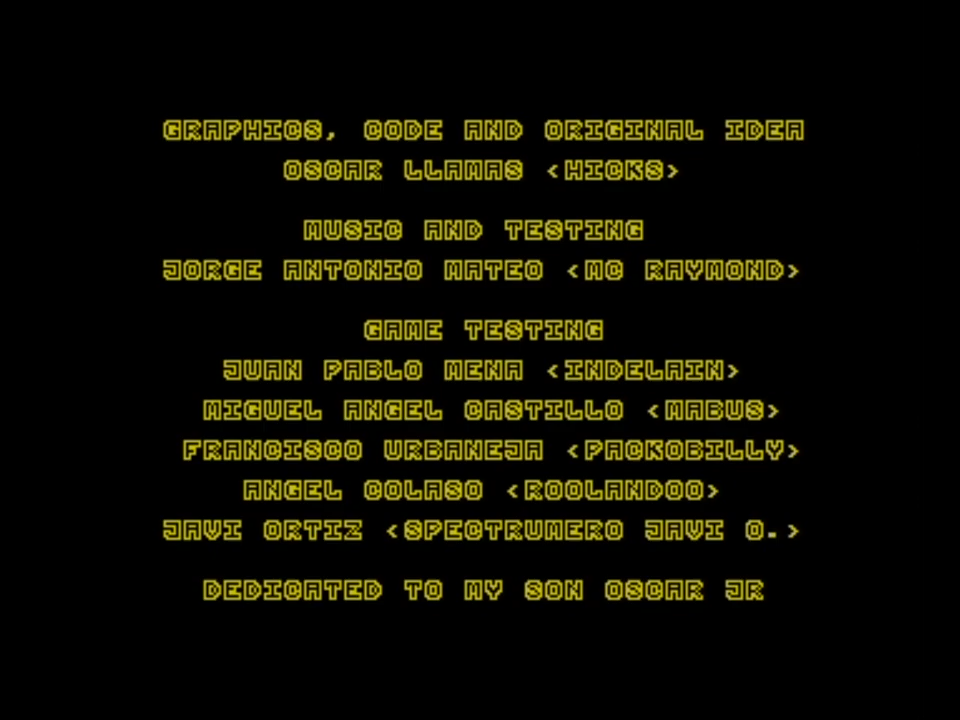 GRAPHICS, CODE AND ORIGINAL IDEA
OSCAR LLAMAS <HICKS>
MUSIC AND TESTING
JORGE ANTONIO MATEO <MC RAYMOND>
GAME TESTING
JUAN PABLO MENA <INDELAIN>
MIGUEL ANGEL CASTILLO <MABUS>
FRANCISCO URBANEJA <PACKOBILLY>
ANGEL COLASO <ROOLANDOO>
JAVI ORTIZ <SPECTRUMERO JAVI O.>
DEDICATED TO MY SON OSCAR JR